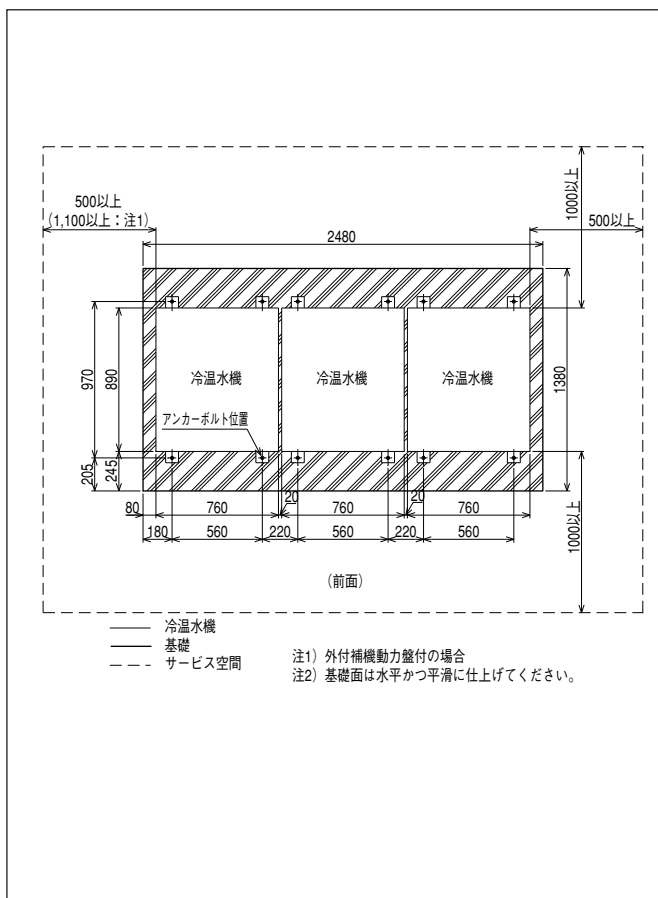 500以上
(1,100以上：注1)
1000以上
500以上
2480
970
890
冷温水機
冷温水機
冷温水機
1380
アンカーボルト位置
205
245
80
760
20
760
20
760
180
560
220
560
220
560
1000以上
(前面)
冷温水機
基礎
サービス空間
注1) 外付補機動力盤付の場合
注2) 基礎面は水平かつ平滑に仕上げてください。